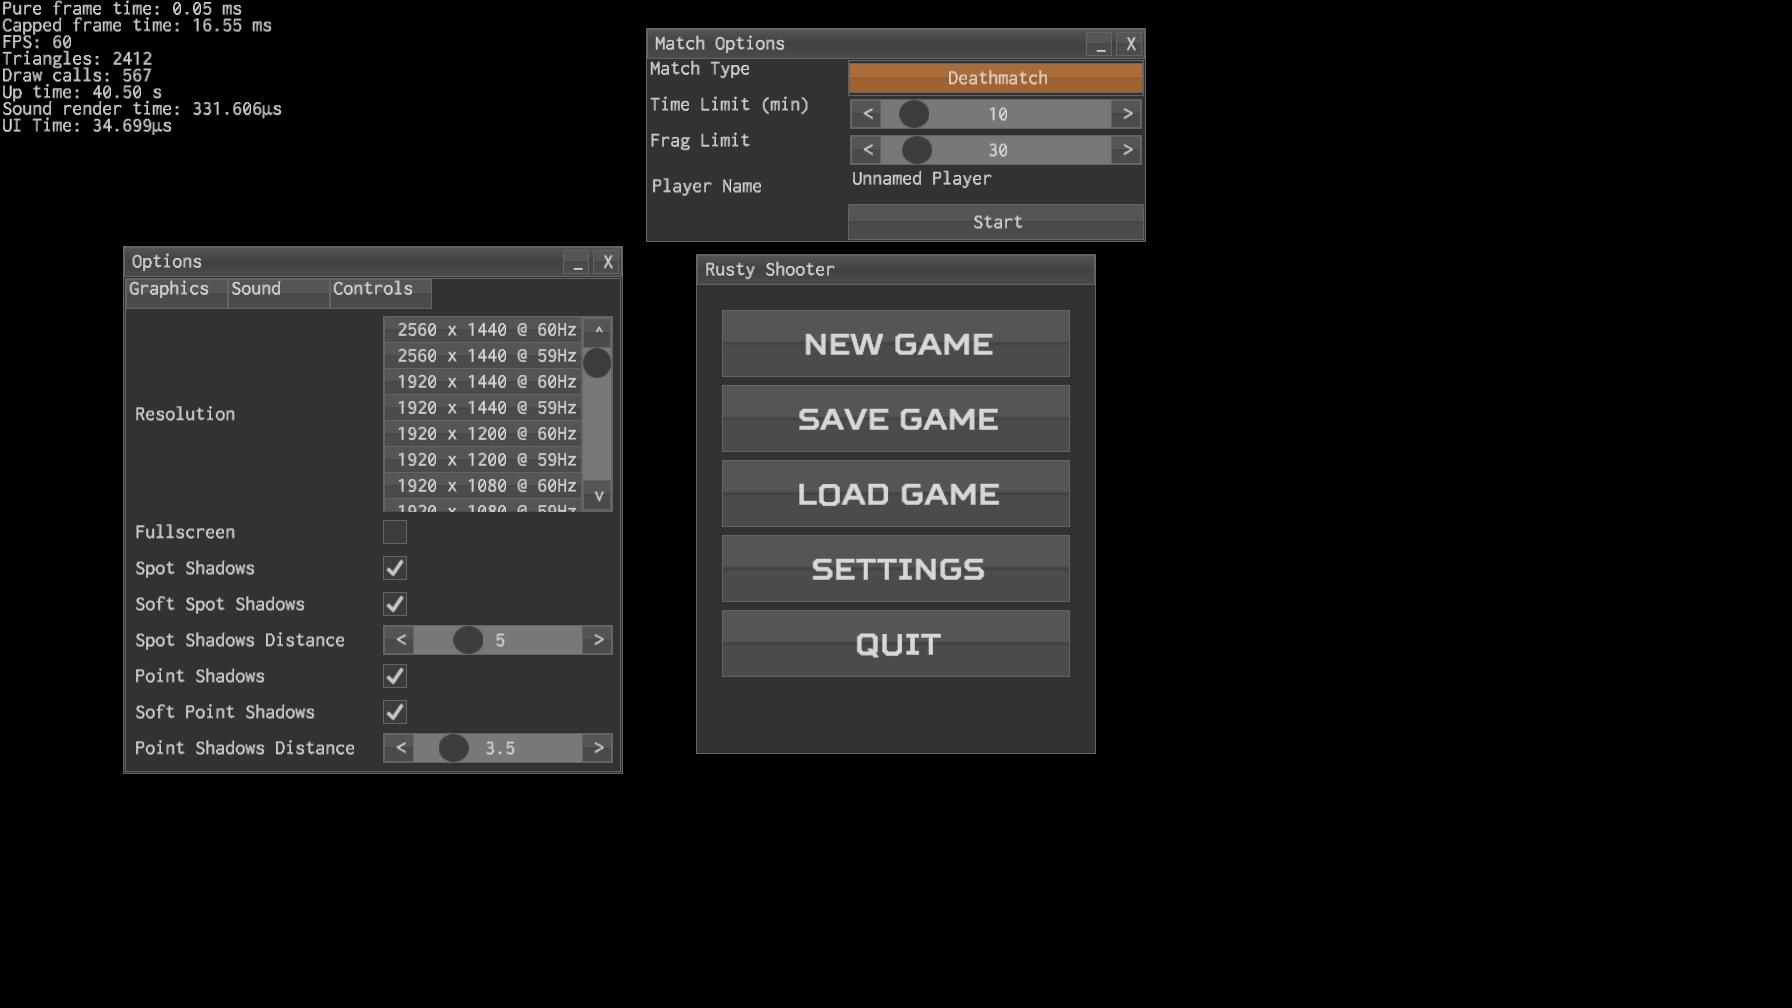 Pure frame time: 0.05 ms
Capped frame time: 16.55 ms
FPS: 60
Triangles: 2412
Draw calls: 567
Up time: 40.50 s
Sound render time: 331.606µs
UI Time: 34.699µs
Match Options _ X
Match Type Deathmatch
Time Limit (min) < 10 >
Frag Limit < 30 >
Player Name Unnamed Player
Start
Options _ X
Graphics Sound Controls
Resolution
2560 x 1440 @ 60Hz ^
2560 x 1440 @ 59Hz
1920 x 1440 @ 60Hz
1920 x 1440 @ 59Hz
1920 x 1200 @ 60Hz
1920 x 1200 @ 59Hz
1920 x 1080 @ 60Hz v
1920 x 1080 @ 59Hz
Fullscreen
Spot Shadows
Soft Spot Shadows
Spot Shadows Distance < 5 >
Point Shadows
Soft Point Shadows
Point Shadows Distance < 3.5 >
Rusty Shooter
NEW GAME
SAVE GAME
LOAD GAME
SETTINGS
QUIT